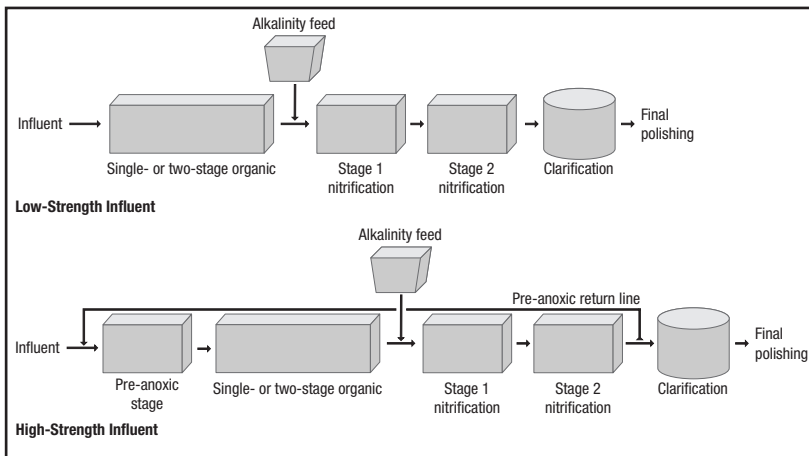 Alkalinity feed
Influent
Final
polishing
Single- or two-stage organic
Stage 1
nitrification
Stage 2
nitrification
Clarification
Low-Strength Influent
Alkalinity feed
Pre-anoxic return line
Influent
Final
polishing
Pre-anoxic
stage
Single- or two-stage organic
Stage 1
nitrification
Stage 2
nitrification
Clarification
High-Strength Influent